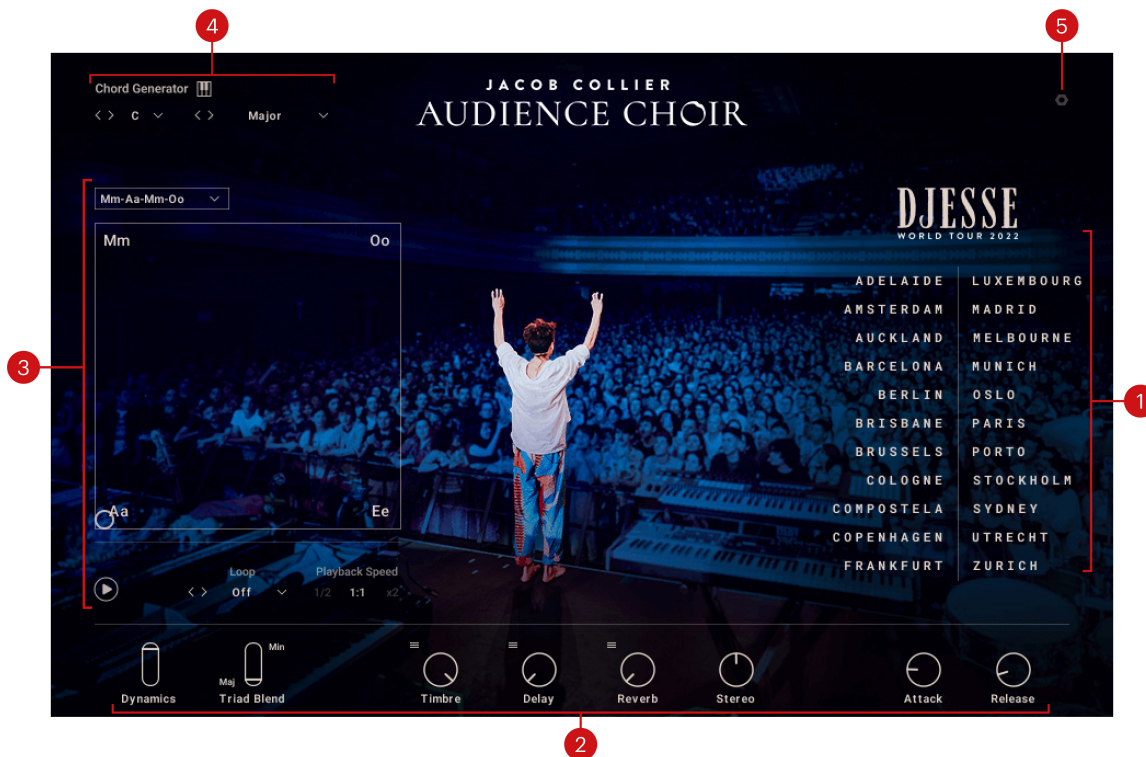 4
5
Chord Generator
C
Major
JACOB COLLIER
AUDIENCE CHOIR
Mm-Aa-Mm-Oo
Mm
Oo
Aa
Ee
3
DJESSE
WORLD TOUR 2022
ADELAIDE LUXEMBOURG
AMSTERDAM MADRID
AUCKLAND MELBOURNE
BARCELONA MUNICH
BERLIN OSLO
BRISBANE PARIS
BRUSSELS PORTO
COLOGNE STOCKHOLM
COMPOSTELA SYDNEY
COPENHAGEN UTRECHT
FRANKFURT ZURICH
1
Loop
Off
Playback Speed
1/2 1:1 x2
Dynamics
Maj
Min
Triad Blend
Timbre
Delay
Reverb
Stereo
Attack
Release
2